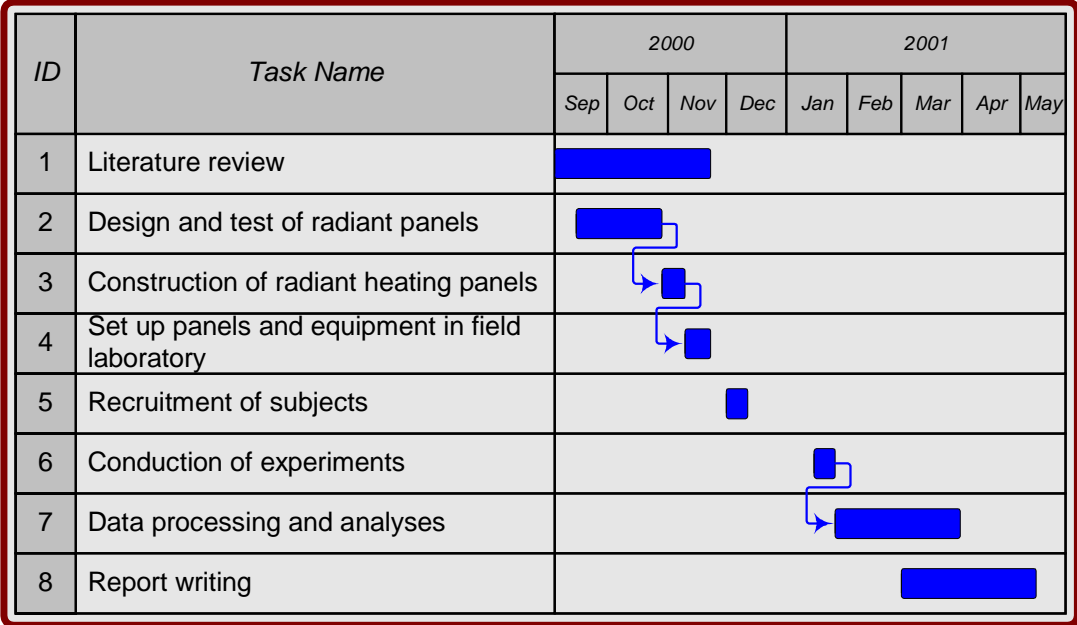 ID Task Name 2000 2001
Sep Oct Nov Dec Jan Feb Mar Apr May
1 Literature review
2 Design and test of radiant panels
3 Construction of radiant heating panels
4 Set up panels and equipment in field
laboratory
5 Recruitment of subjects
6 Conduction of experiments
7 Data processing and analyses
8 Report writing